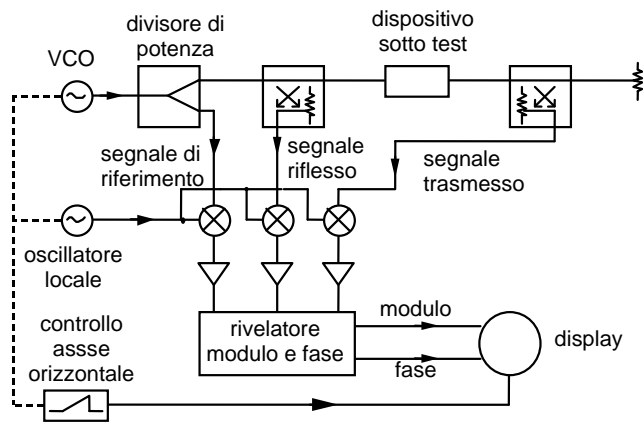 divisore di
potenza
dispositivo
sotto test
VCO
segnale di
riferimento
segnale
riflesso
segnale
trasmesso
oscillatore
locale
controllo
assse
orizzontale
rivelatore
modulo e fase
modulo
fase
display